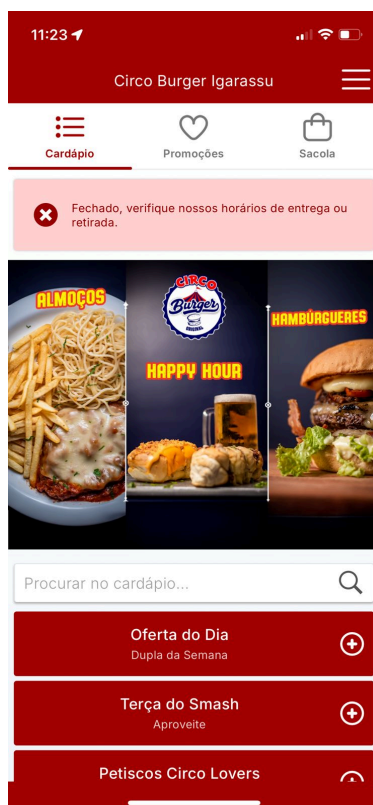 11:23
Circo Burger Igarassu
Cardápio
Promoções
Sacola
Fechado, verifique nossos horários de entrega ou
retirada.
ALMOÇOS
CIRCO
Burger
ORIGINAL
HAPPY HOUR
HAMBÚRGUERES
Procurar no cardápio...
Oferta do Dia
Dupla da Semana
Terça do Smash
Aproveite
Petiscos Circo Lovers